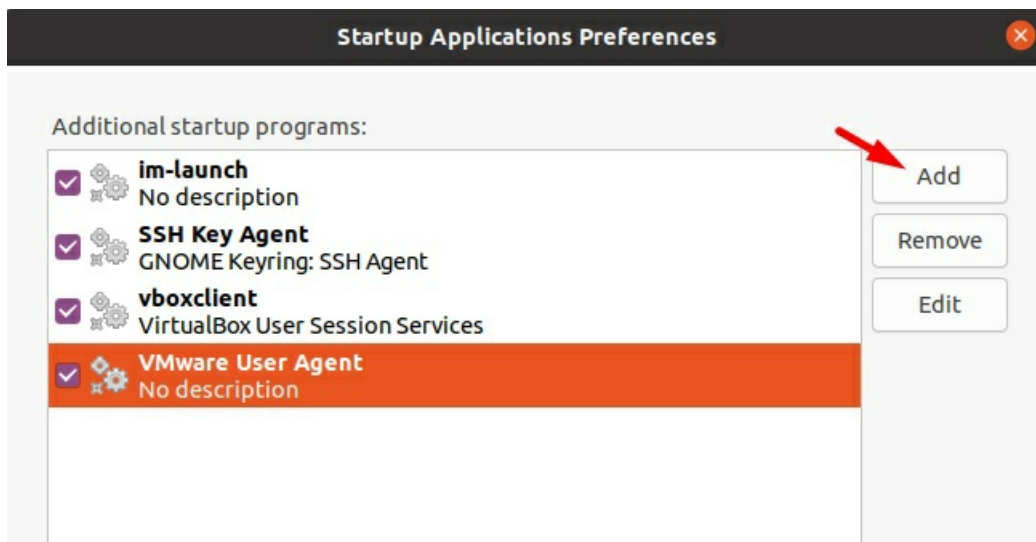 Startup Applications Preferences
Additional startup programs:
im-launch
No description
SSH Key Agent
GNOME Keyring: SSH Agent
vboxclient
VirtualBox User Session Services
VMware User Agent
No description
Add
Remove
Edit